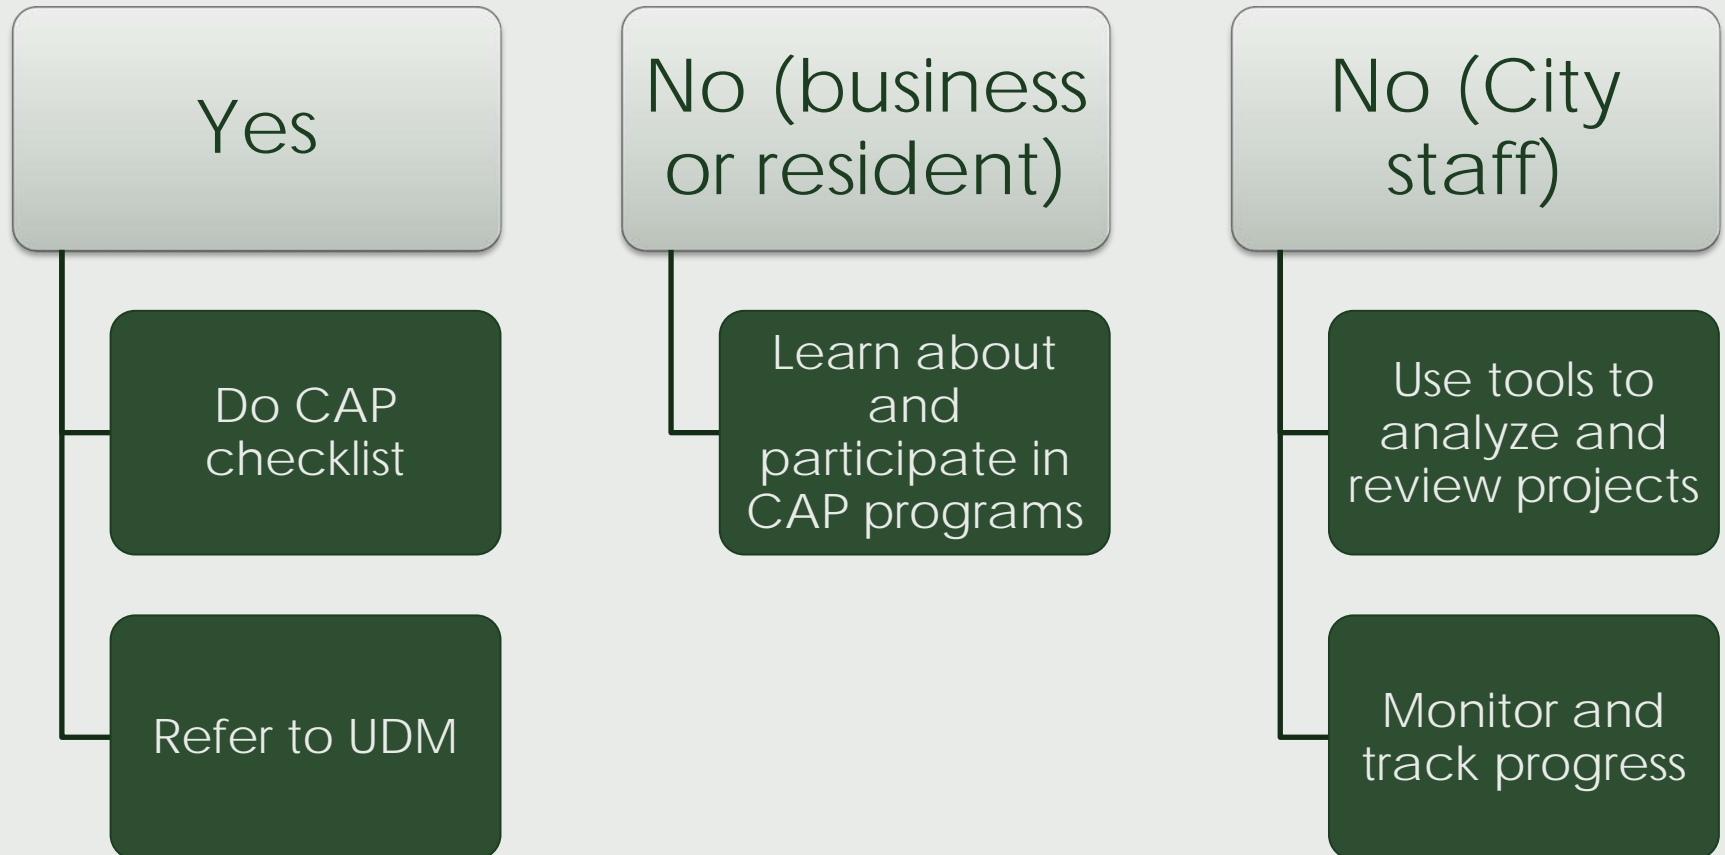 Yes
Do CAP
checklist
Refer to UDM
No (business
or resident)
Learn about
and
participate in
CAP programs
No (City
staff)
Use tools to
analyze and
review projects
Monitor and
track progress